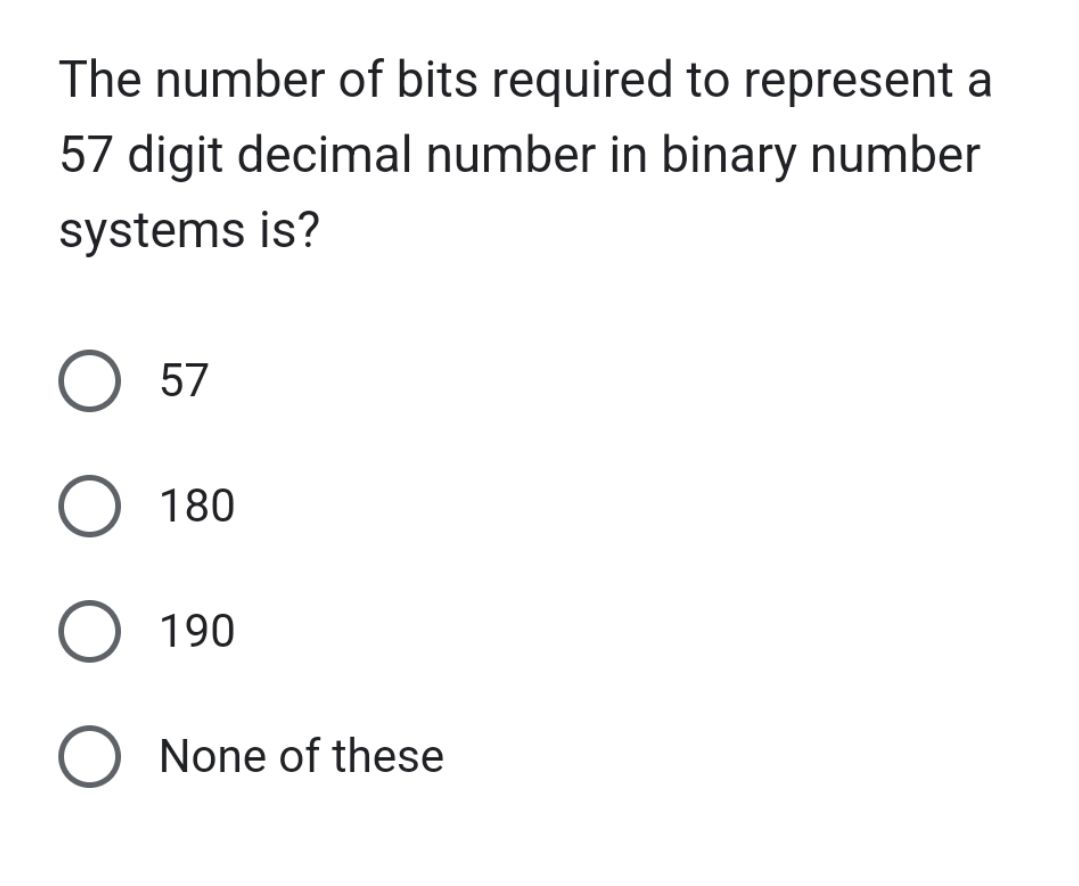 The number of bits required to represent a
57 digit decimal number in binary number
systems is?
57
180
190
None of these